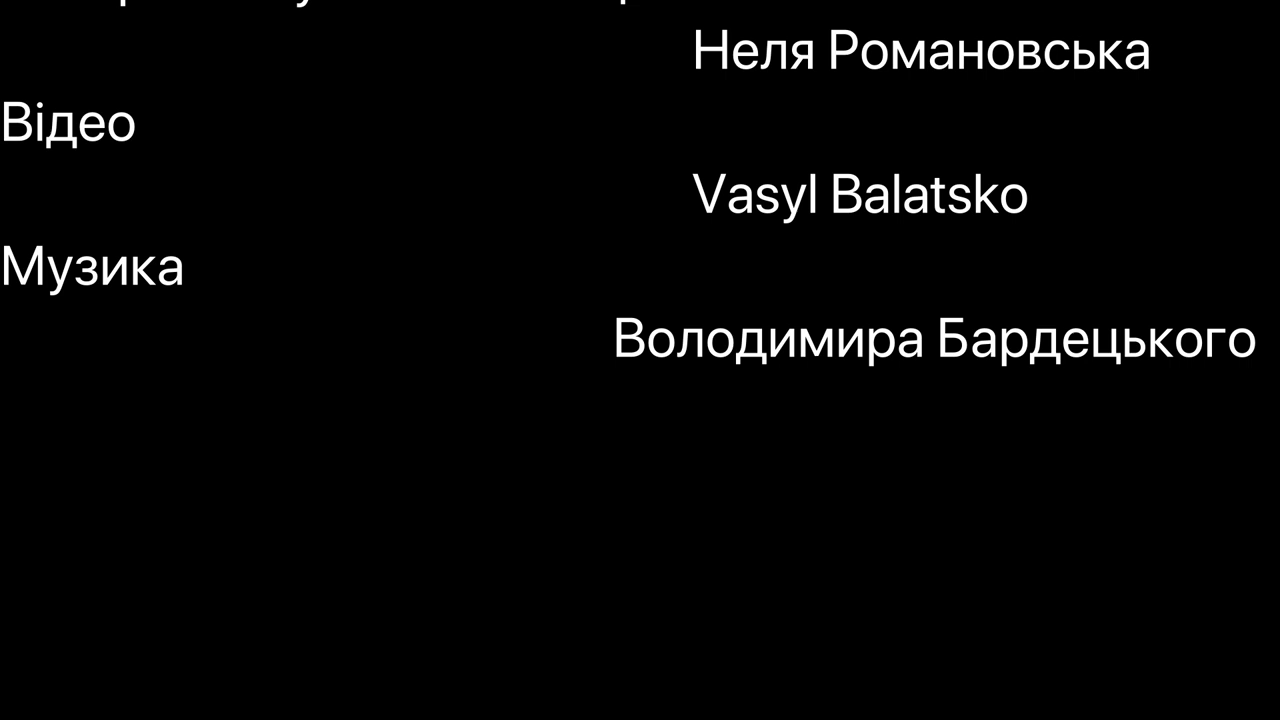 Неля Романовська
Відео
Vasyl Balatsko
Музика
Володимира Бардецького